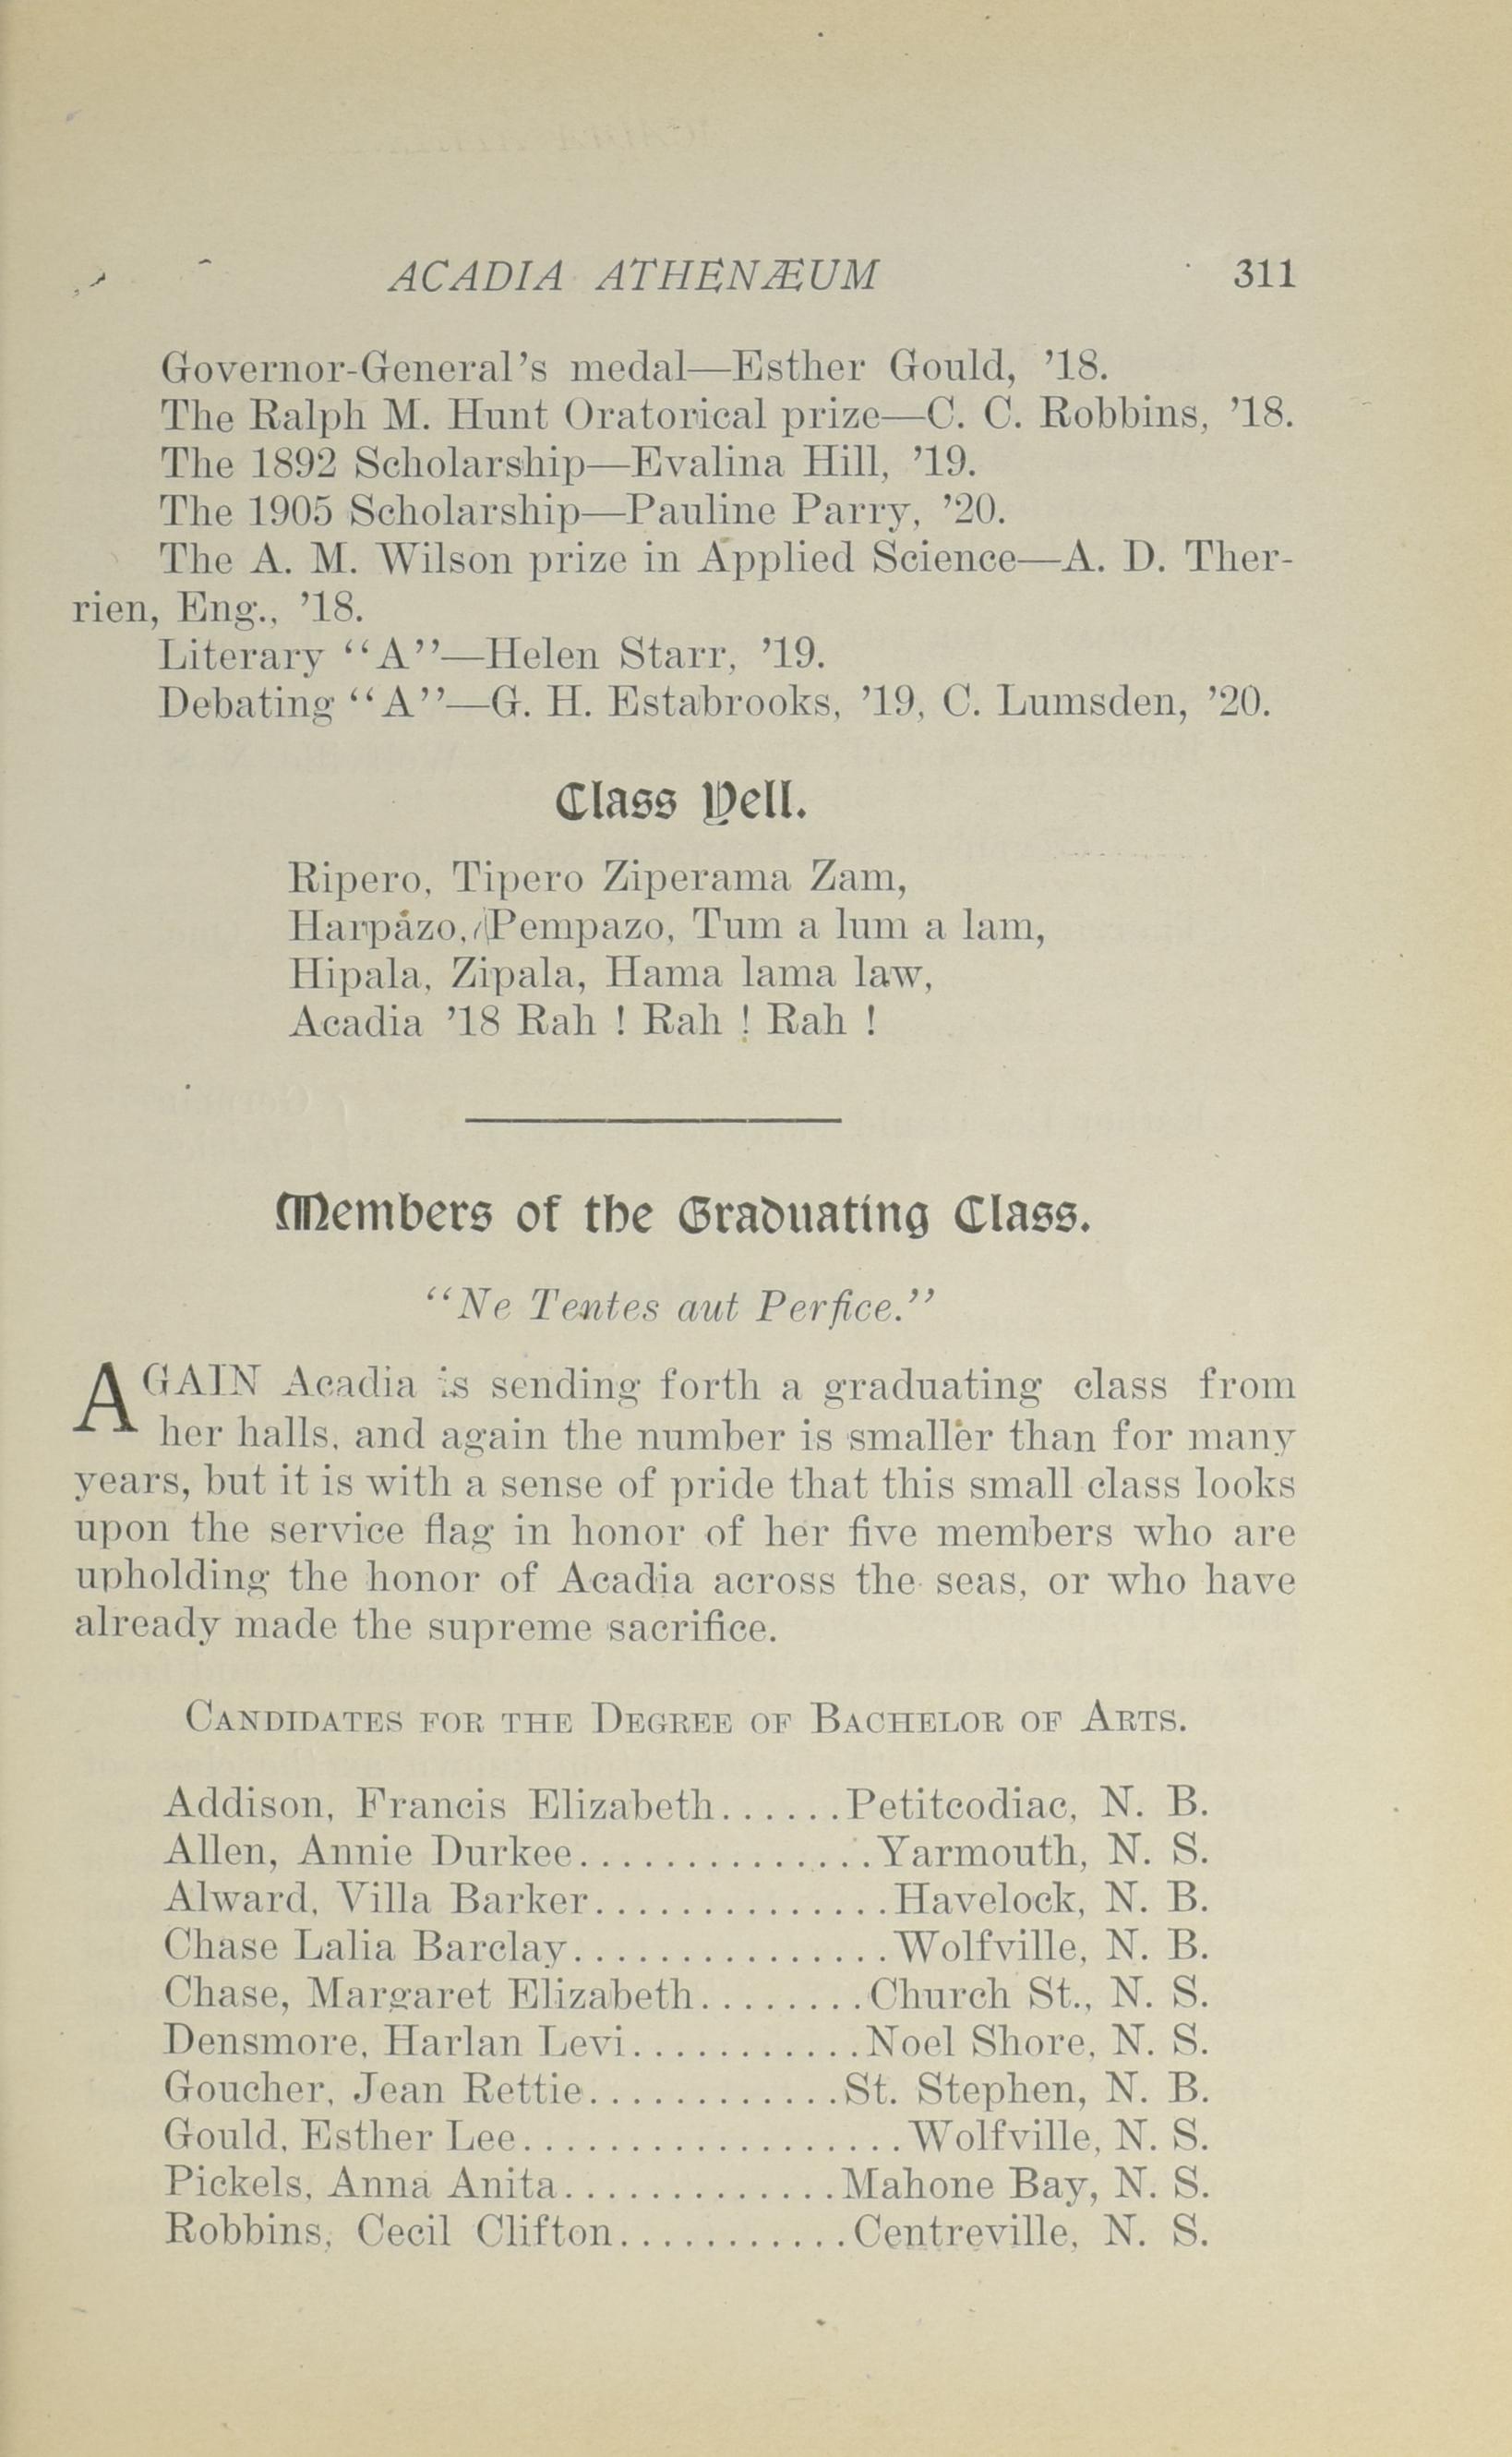 ACADIA ATHENÆUM 311
Governor-General's medal—Esther Gould, '18.
The Ralph M. Hunt Oratorical prize—C. C. Robbins, '18.
The 1892 Scholarship—Evalina Hill, '19.
The 1905 Scholarship—Pauline Parry, '20.
The A. M. Wilson prize in Applied Science—A. D. Ther-
rien, Eng., '18.
Literary "A"—Helen Starr, '19.
Debating "A"—G. H. Estabrooks, '19, C. Lumsden, '20.
Class Yell.
Ripero, Tipero Ziperama Zam,
Harpazo, Pempazo, Tum a lum a lam,
Hipala, Zipala, Hama lama law,
Acadia '18 Rah ! Rah ! Rah !
Members of the Graduating Class.
"Ne Tentes aut Perfice."
AGAIN Acadia is sending forth a graduating class from
her halls, and again the number is smaller than for many
years, but it is with a sense of pride that this small class looks
upon the service flag in honor of her five members who are
upholding the honor of Acadia across the seas, or who have
already made the supreme sacrifice.
CANDIDATES FOR THE DEGREE OF BACHELOR OF ARTS.
Addison, Francis Elizabeth......Petitcodiac, N. B.
Allen, Annie Durkee..............Yarmouth, N. S.
Alward, Villa Barker..............Havelock, N. B.
Chase Lalia Barclay...............Wolfville, N. B.
Chase, Margaret Elizabeth........Church St., N. S.
Densmore, Harlan Levi...........Noel Shore, N. S.
Goucher, Jean Rettie............St. Stephen, N. B.
Gould, Esther Lee..................Wolfville, N. S.
Pickels, Anna Anita.............Mahone Bay, N. S.
Robbins, Cecil Clifton...........Centreville, N. S.